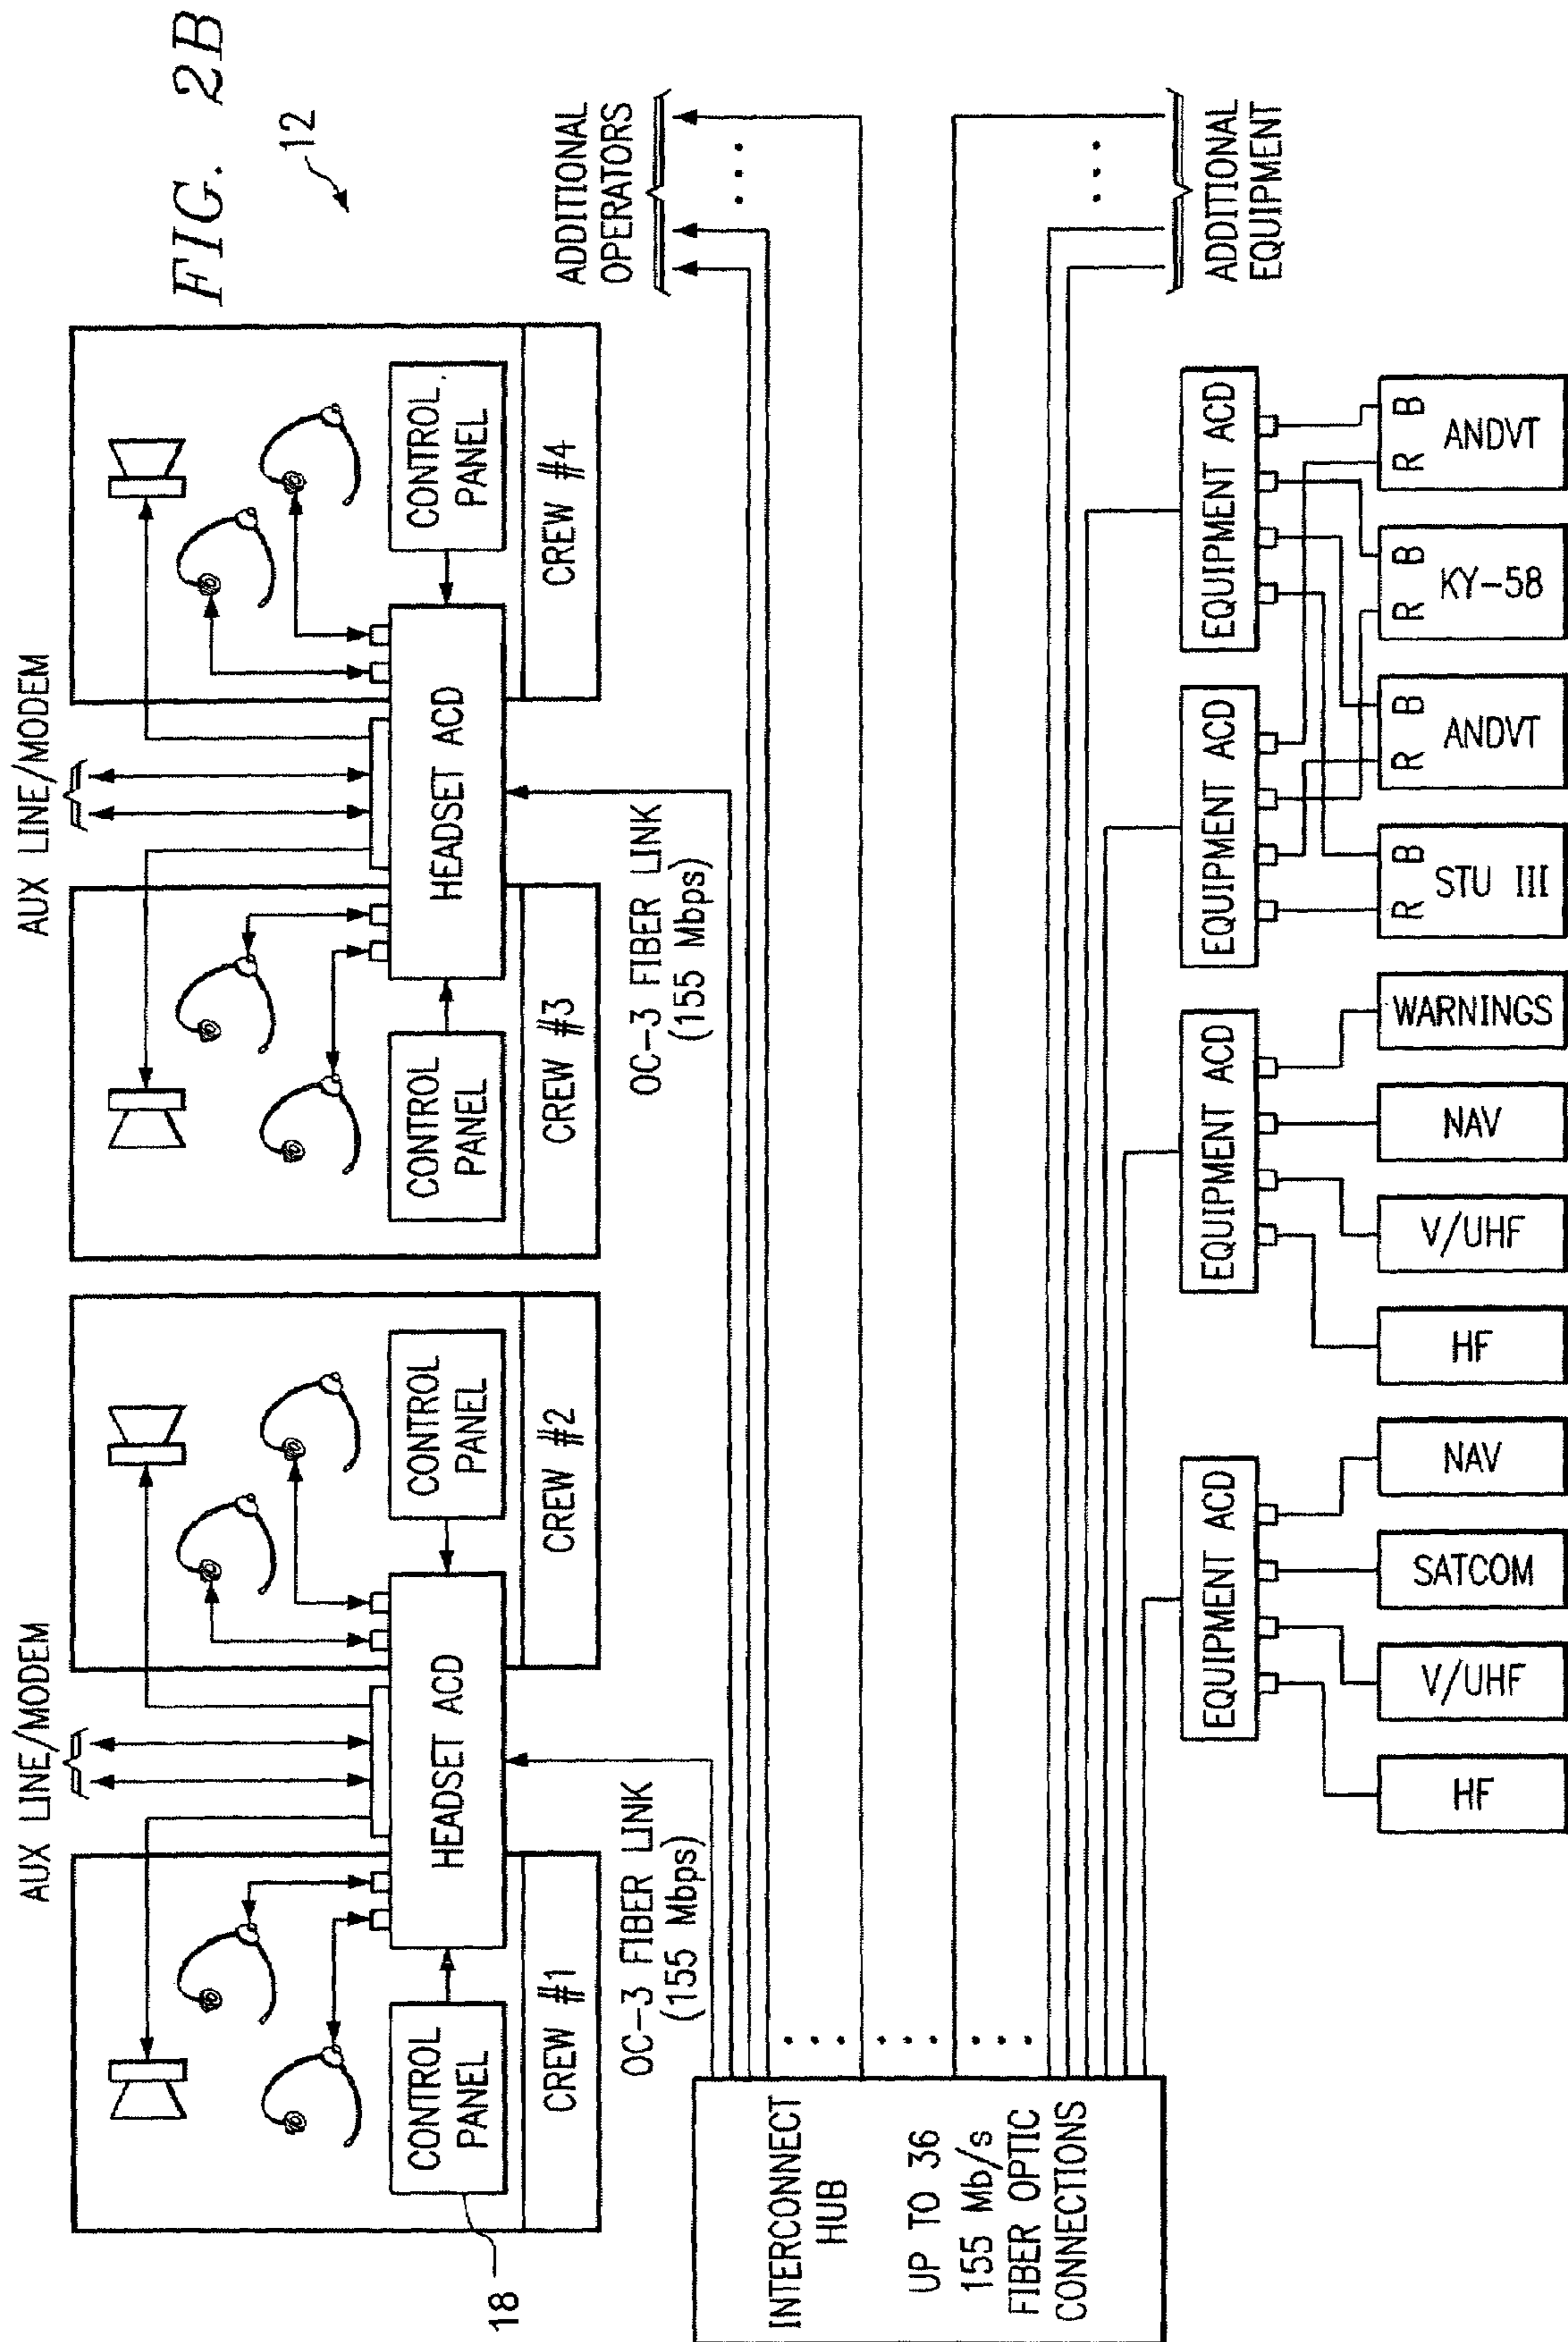 FIG. 2B
12
AUX LINE/MODEM
AUX LINE/MODEM
CONTROL
PANEL
HEADSET ACD
CONTROL
PANEL
CONTROL
PANEL
HEADSET ACD
CONTROL
PANEL
CREW #1
CREW #2
CREW #3
CREW #4
18
OC-3 FIBER LINK
(155 Mbps)
OC-3 FIBER LINK
(155 Mbps)
ADDITIONAL
OPERATORS
INTERCONNECT
HUB
UP TO 36
155 Mb/s
FIBER OPTIC
CONNECTIONS
ADDITIONAL
EQUIPMENT
EQUIPMENT ACD
EQUIPMENT ACD
EQUIPMENT ACD
EQUIPMENT ACD
HF
V/UHF
SATCOM
NAV
HF
V/UHF
NAV
WARNINGS
R B
STU III
R B
ANDVT
R B
KY-58
R B
ANDVT